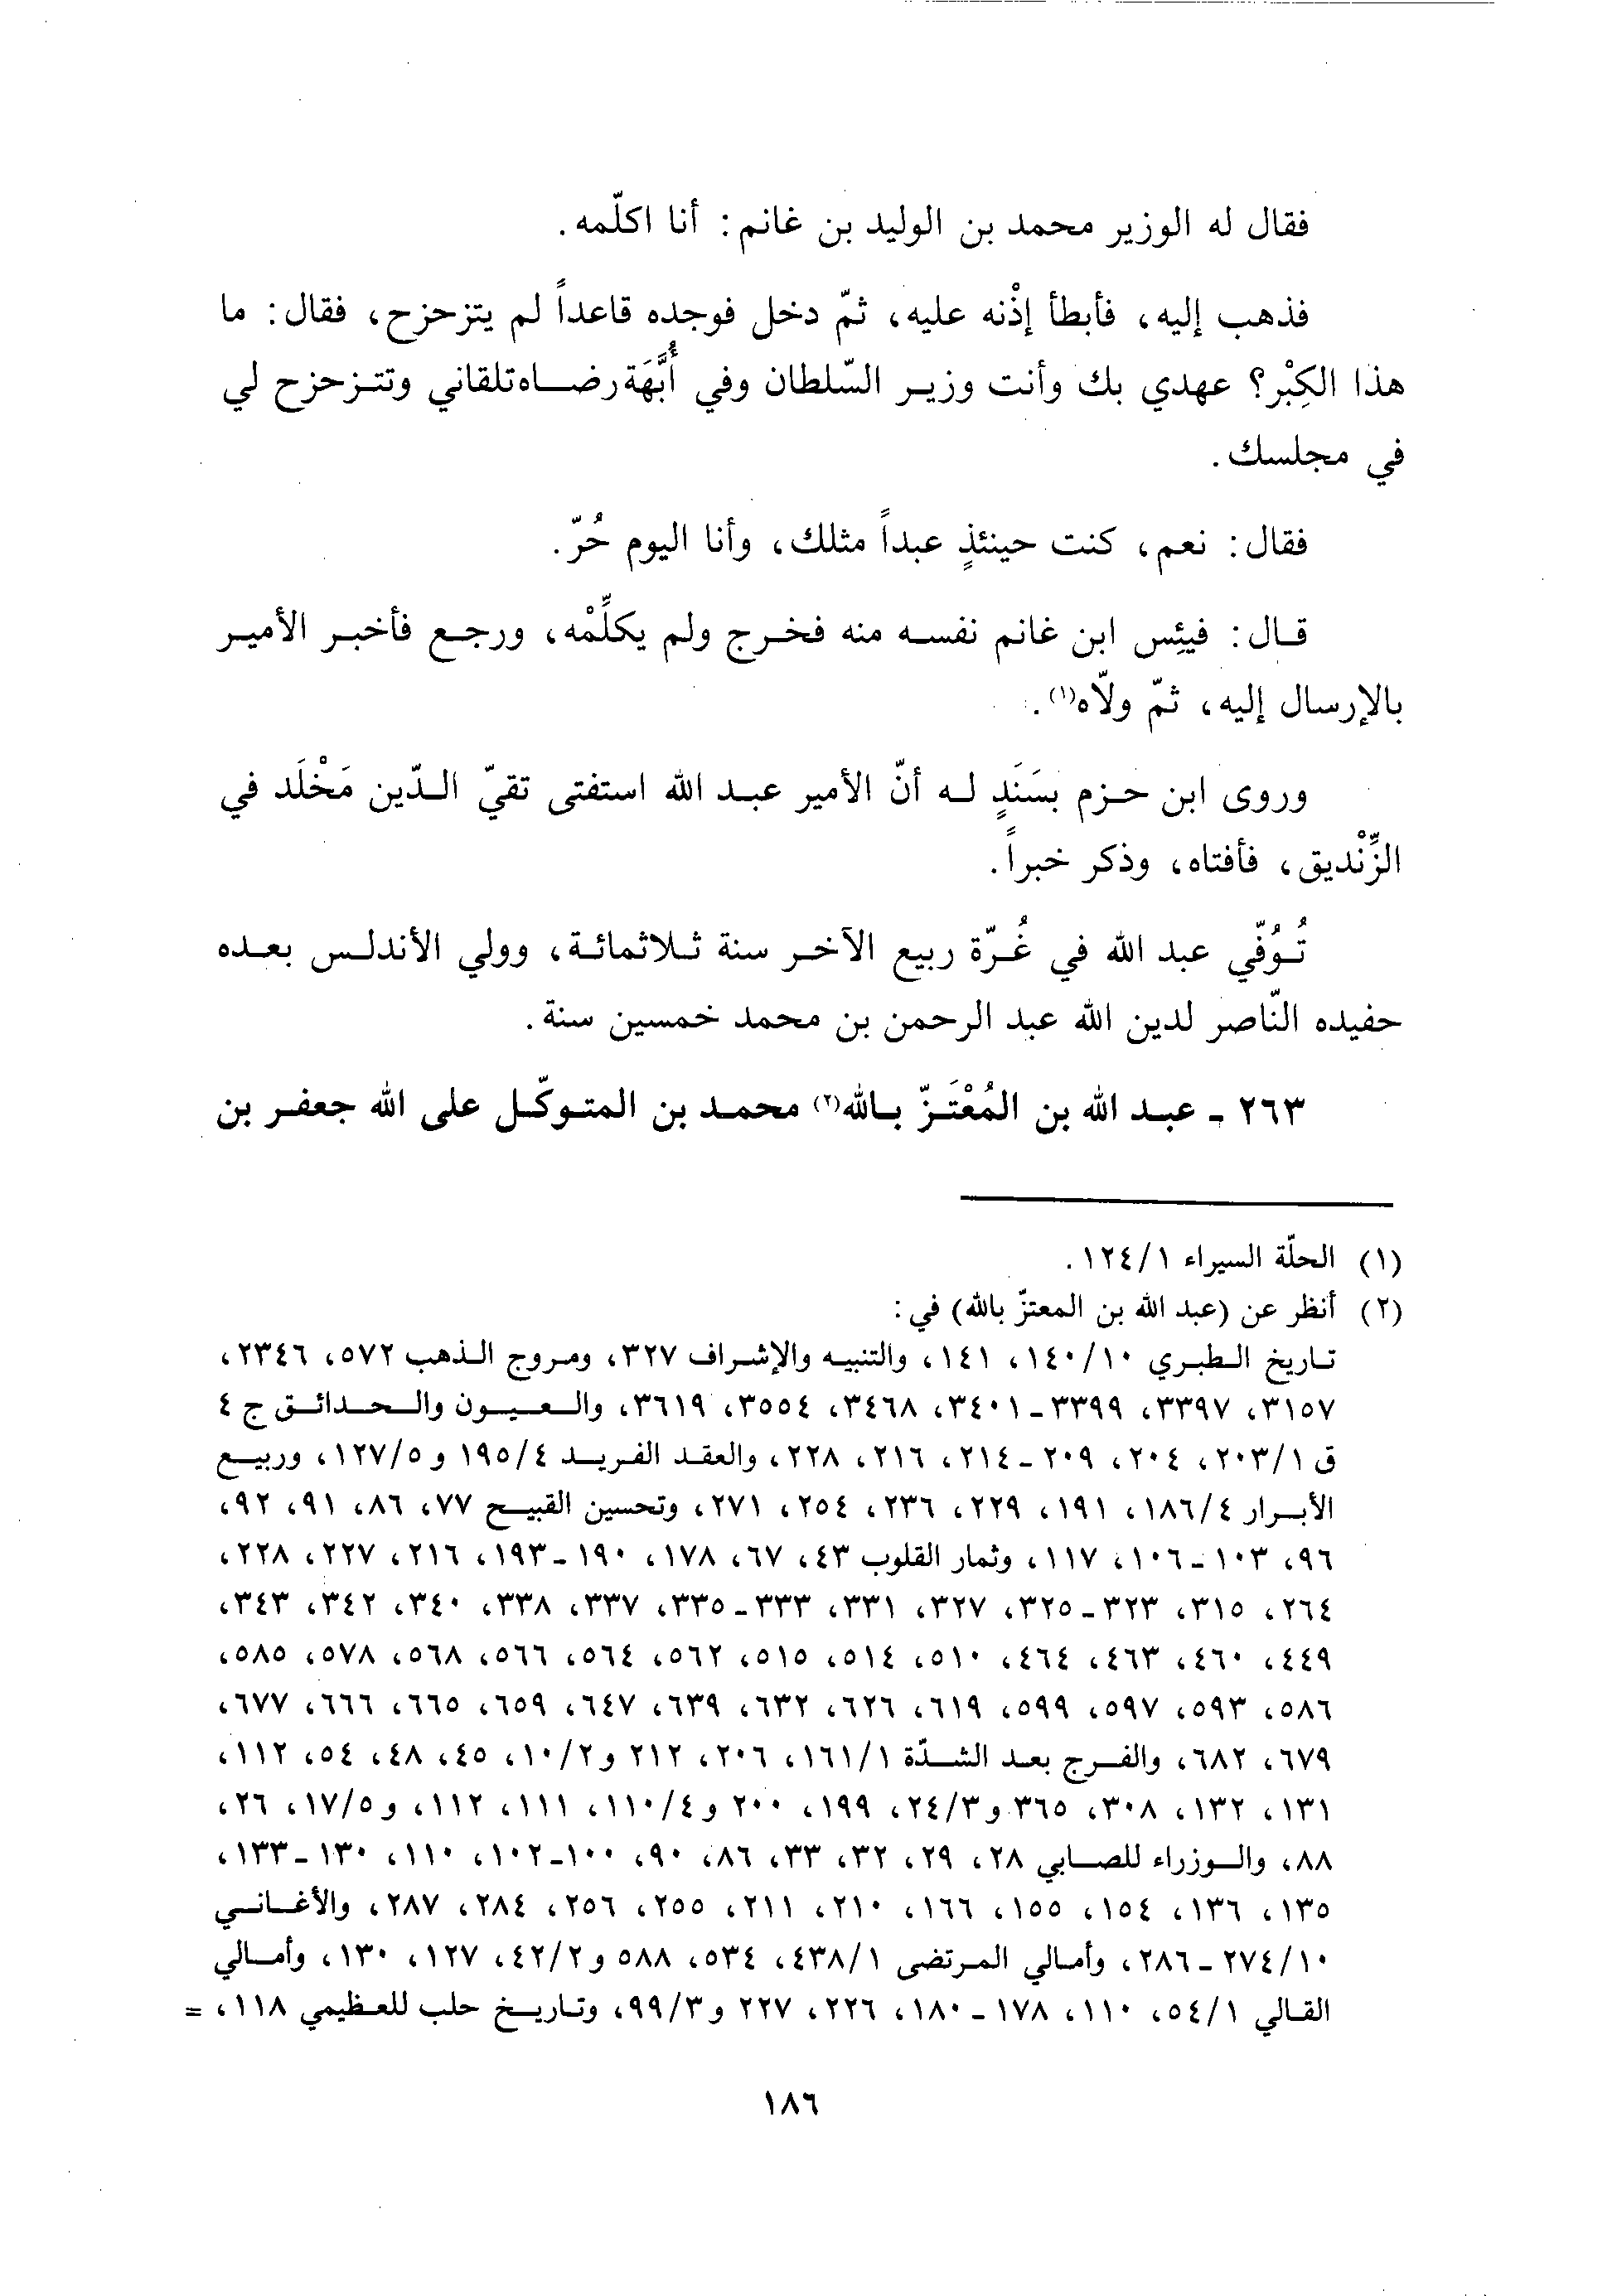 فقال له الوزير محمد بن الوليد بن غانم: أنا اكلّمه.
فذهب إليه، فأبطأ إذْنه عليه، ثمّ دخل فوجده قاعداً لم يتزحزح، فقال: ما
هذا الكِبْر؟ عهدي بك وأنت وزير السّلطان وفي أُبَّهَة رضاه تلقاني وتتزحزح لي
في مجلسك.
فقال: نعم، كنت حينئذٍ عبداً مثلك، وأنا اليوم حُرّ.
قال: فيئِس ابن غانم نفسه منه فخرج ولم يكلِّمْه، ورجع فأخبر الأمير
بالإرسال إليه، ثمّ ولّاه(١).
وروى ابن حزم بسَنَدٍ له أنّ الأمير عبد الله استفتى تقيّ الدّين مَخْلَد في
الزِّنْديق، فأفتاه، وذكر خبراً.
تُوُفّي عبد الله في غُرّة ربيع الآخر سنة ثلاثمائة، وولي الأندلس بعده
حفيده النّاصر لدين الله عبد الرحمن بن محمد خمسين سنة.
٢٦٣ - عبد الله بن المُعْتَزّ بالله(٢) محمد بن المتوكّل على الله جعفر بن
(١) الحلّة السيراء ١٢٤/١.
(٢) أنظر عن (عبد الله بن المعتزّ بالله) في:
تاريخ الطبري ١٤٠/١٠، ١٤١، والتنبيه والإشراف ٣٢٧، ومروج الذهب ٥٧٢، ٢٣٤٦،
٣١٥٧، ٣٣٩٧، ٣٣٩٩ - ٣٤٠١، ٣٤٦٨، ٣٥٥٤، ٣٦١٩، والعيون والحدائق ج ٤
ق ٢٠٣/١، ٢٠٤، ٢٠٩ - ٢١٤، ٢١٦، ٢٢٨، والعقد الفريد ١٩٥/٤ و ١٢٧/٥، وربيع
الأبرار ١٨٦/٤، ١٩١، ٢٢٩، ٢٣٦، ٢٥٤، ٢٧١، وتحسين القبيح ٧٧، ٨٦، ٩١، ٩٢،
٩٦، ١٠٣ - ١٠٦، ١١٧، وثمار القلوب ٤٣، ٦٧، ١٧٨، ١٩٠ - ١٩٣، ٢١٦، ٢٢٧، ٢٢٨،
٢٦٤، ٣١٥، ٣٢٣ - ٣٢٥، ٣٢٧، ٣٣١، ٣٣٣ - ٣٣٥، ٣٣٧، ٣٣٨، ٣٤٠، ٣٤٢، ٣٤٣،
٤٤٩، ٤٦٠، ٤٦٣، ٤٦٤، ٥١٠، ٥١٤، ٥١٥، ٥٦٢، ٥٦٤، ٥٦٦، ٥٦٨، ٥٧٨، ٥٨٥،
٥٨٦، ٥٩٣، ٥٩٧، ٥٩٩، ٦١٩، ٦٢٦، ٦٣٢، ٦٣٩، ٦٤٧، ٦٥٩، ٦٦٥، ٦٦٦، ٦٧٧،
٦٧٩، ٦٨٢، والفرج بعد الشدّة ١٦١/١، ٢٠٦، ٢١٢ و ١٠/٢، ٤٥، ٤٨، ٥٤، ١١٢،
١٣١، ١٣٢، ٣٠٨، ٣٦٥ و ٢٤/٣، ١٩٩، ٢٠٠ و ١١٠/٤، ١١١، ١١٢، و ١٧/٥، ٢٦،
٨٨، والوزراء للصابي ٢٨، ٢٩، ٣٢، ٣٣، ٨٦، ٩٠، ١٠٠-١٠٢، ١١٠، ١٣٠ - ١٣٣،
١٣٥، ١٣٦، ١٥٤، ١٥٥، ١٦٦، ٢١٠، ٢١١، ٢٥٥، ٢٥٦، ٢٨٤، ٢٨٧، والأغاني
٢٧٤/١٠ - ٢٨٦، وأمالي المرتضى ٤٣٨/١، ٥٣٤، ٥٨٨ و ٤٢/٢، ١٢٧، ١٣٠، وأمالي
القالي ٥٤/١، ١١٠، ١٧٨ - ١٨٠، ٢٢٦، ٢٢٧ و ٩٩/٣، وتاريخ حلب للعظيمي ١١٨، =
١٨٦